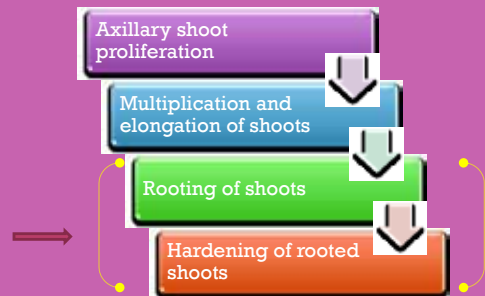 Axillary shoot
proliferation
Multiplication and
elongation of shoots
Rooting of shoots
Hardening of rooted
shoots